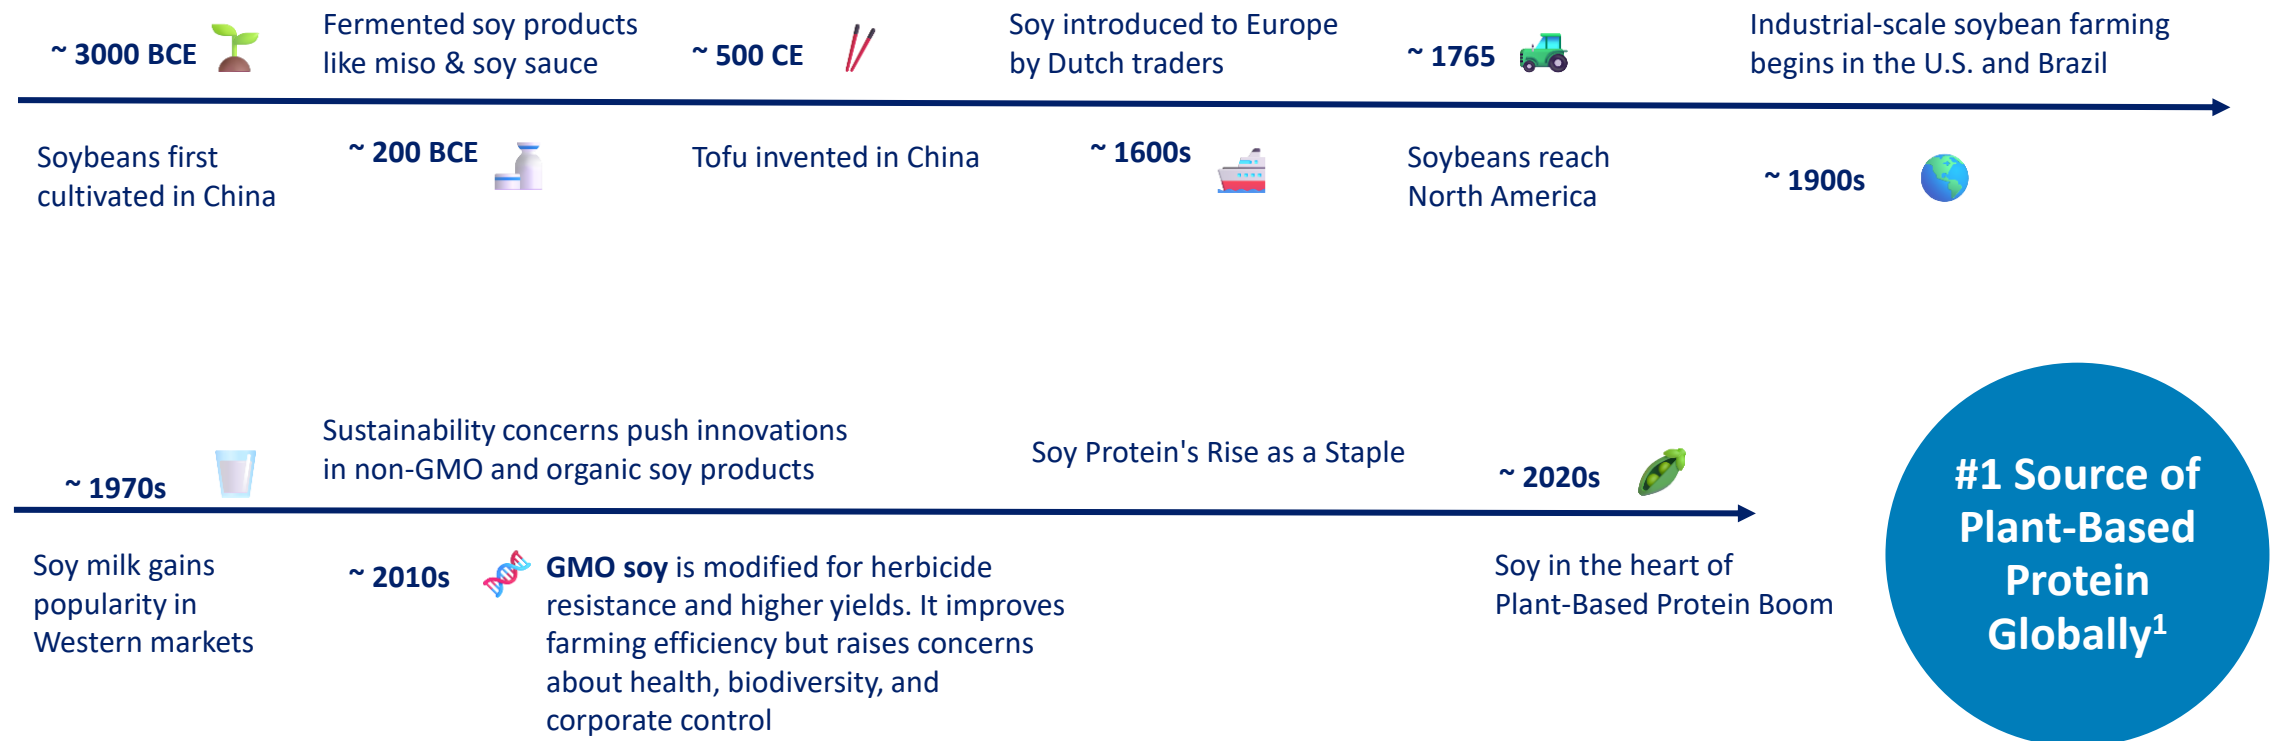 ~ 3000 BCE
Soybeans first
cultivated in China
Fermented soy products
like miso & soy sauce
~ 200 BCE
~ 500 CE
Tofu invented in China
Soy introduced to Europe
by Dutch traders
~ 1600s
~ 1765
Soybeans reach
North America
Industrial-scale soybean farming
begins in the U.S. and Brazil
~ 1900s
~ 1970s
Soy milk gains
popularity in
Western markets
Sustainability concerns push innovations
in non-GMO and organic soy products
~ 2010s
GMO soy is modified for herbicide
resistance and higher yields. It improves
farming efficiency but raises concerns
about health, biodiversity, and
corporate control
Soy Protein's Rise as a Staple
~ 2020s
Soy in the heart of
Plant-Based Protein Boom
#1 Source of
Plant-Based
Protein
Globally¹